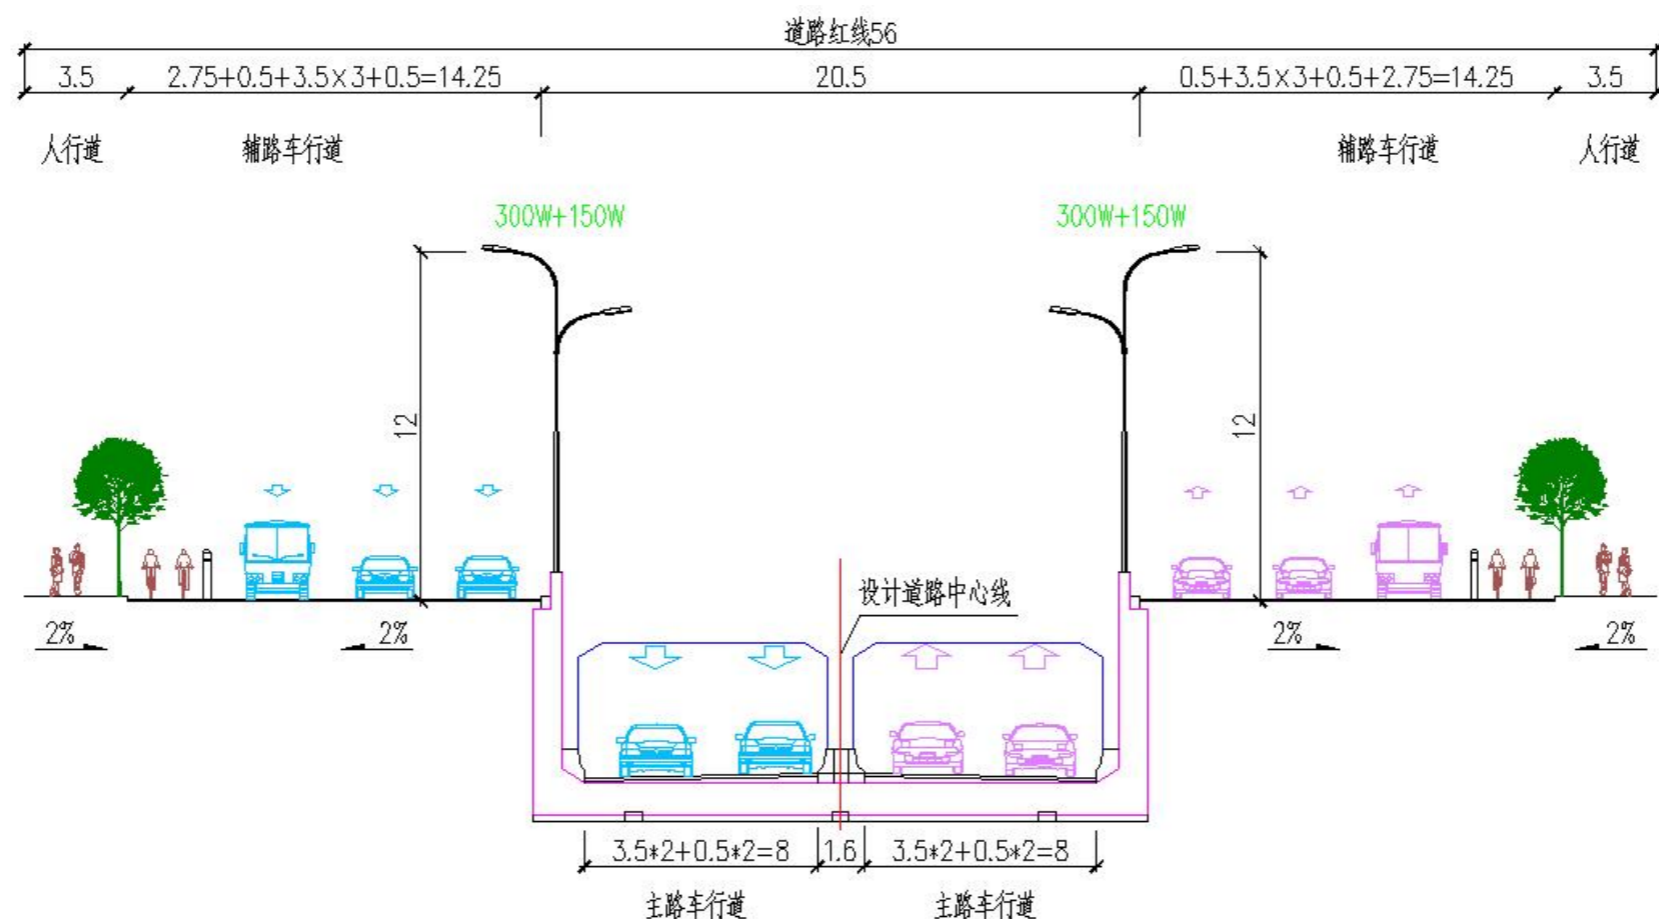 道路红线56
3.5 2.75+0.5+3.5×3+0.5=14.25 20.5 0.5+3.5×3+0.5+2.75=14.25 3.5
人行道 辅路车行道 辅路车行道 人行道
300W+150W 300W+150W
12 12
设计道路中心线
2% 2% 2% 2%
3.5*2+0.5*2=8 1.6 3.5*2+0.5*2=8
主路车行道 主路车行道